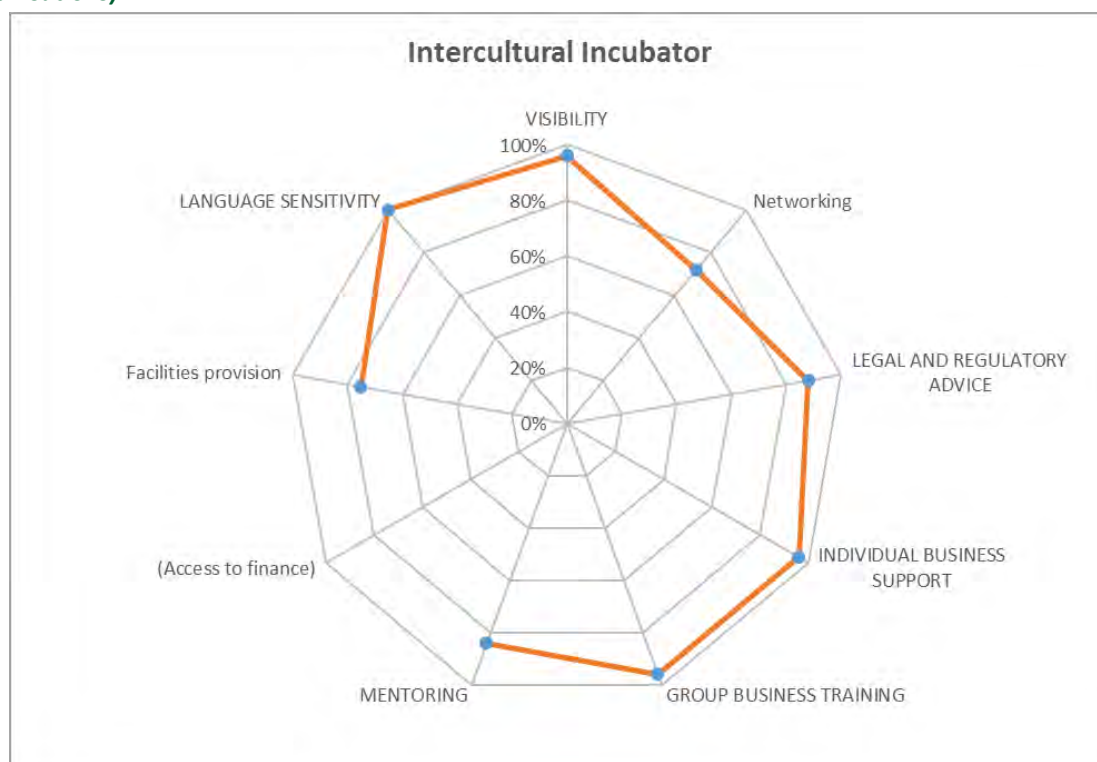 Intercultural Incubator
VISIBILITY
100%
80%
60%
40%
20%
0%
Networking
LEGAL AND REGULATORY
ADVICE
INDIVIDUAL BUSINESS
SUPPORT
GROUP BUSINESS TRAINING
MENTORING
(Access to finance)
Facilities provision
LANGUAGE SENSITIVITY